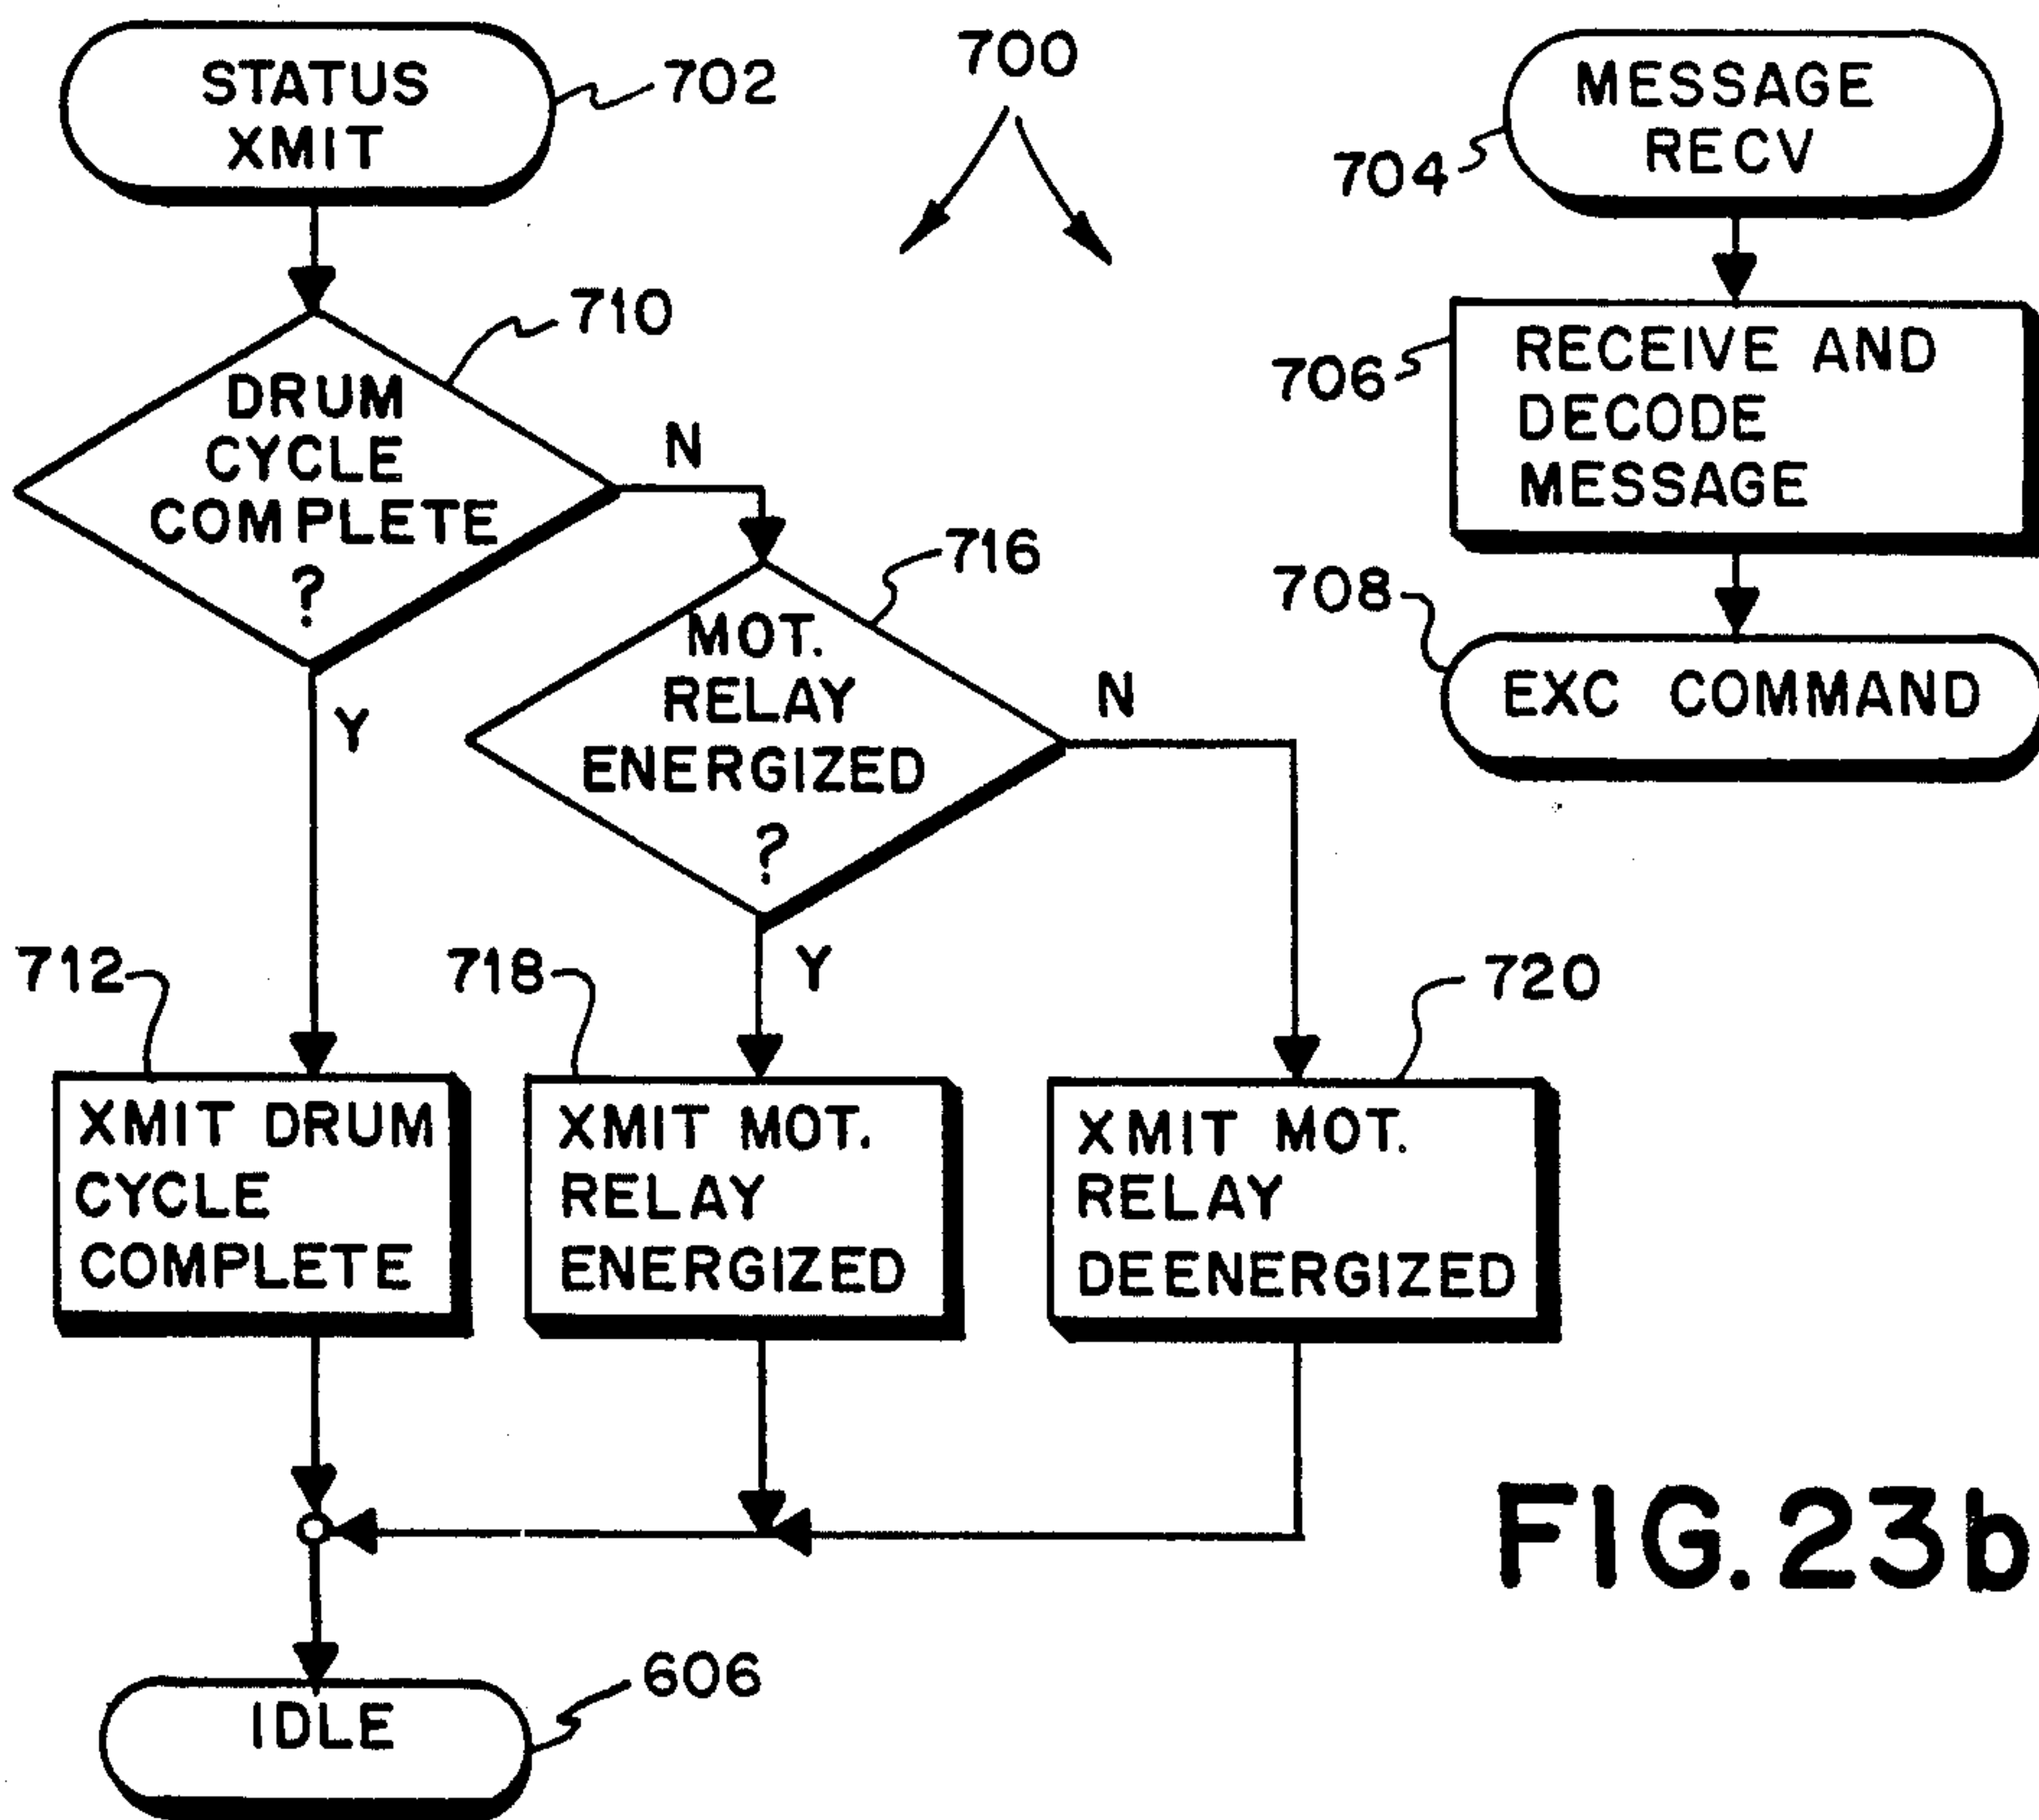 STATUS
XMIT
702
700
MESSAGE
RECV
704
710
DRUM
CYCLE
COMPLETE
?
N
Y
706
RECEIVE AND
DECODE
MESSAGE
716
MOT.
RELAY
ENERGIZED
?
N
Y
708
EXC COMMAND
712
XMIT DRUM
CYCLE
COMPLETE
718
XMIT MOT.
RELAY
ENERGIZED
720
XMIT MOT.
RELAY
DEENERGIZED
IDLE
606
FIG.23b